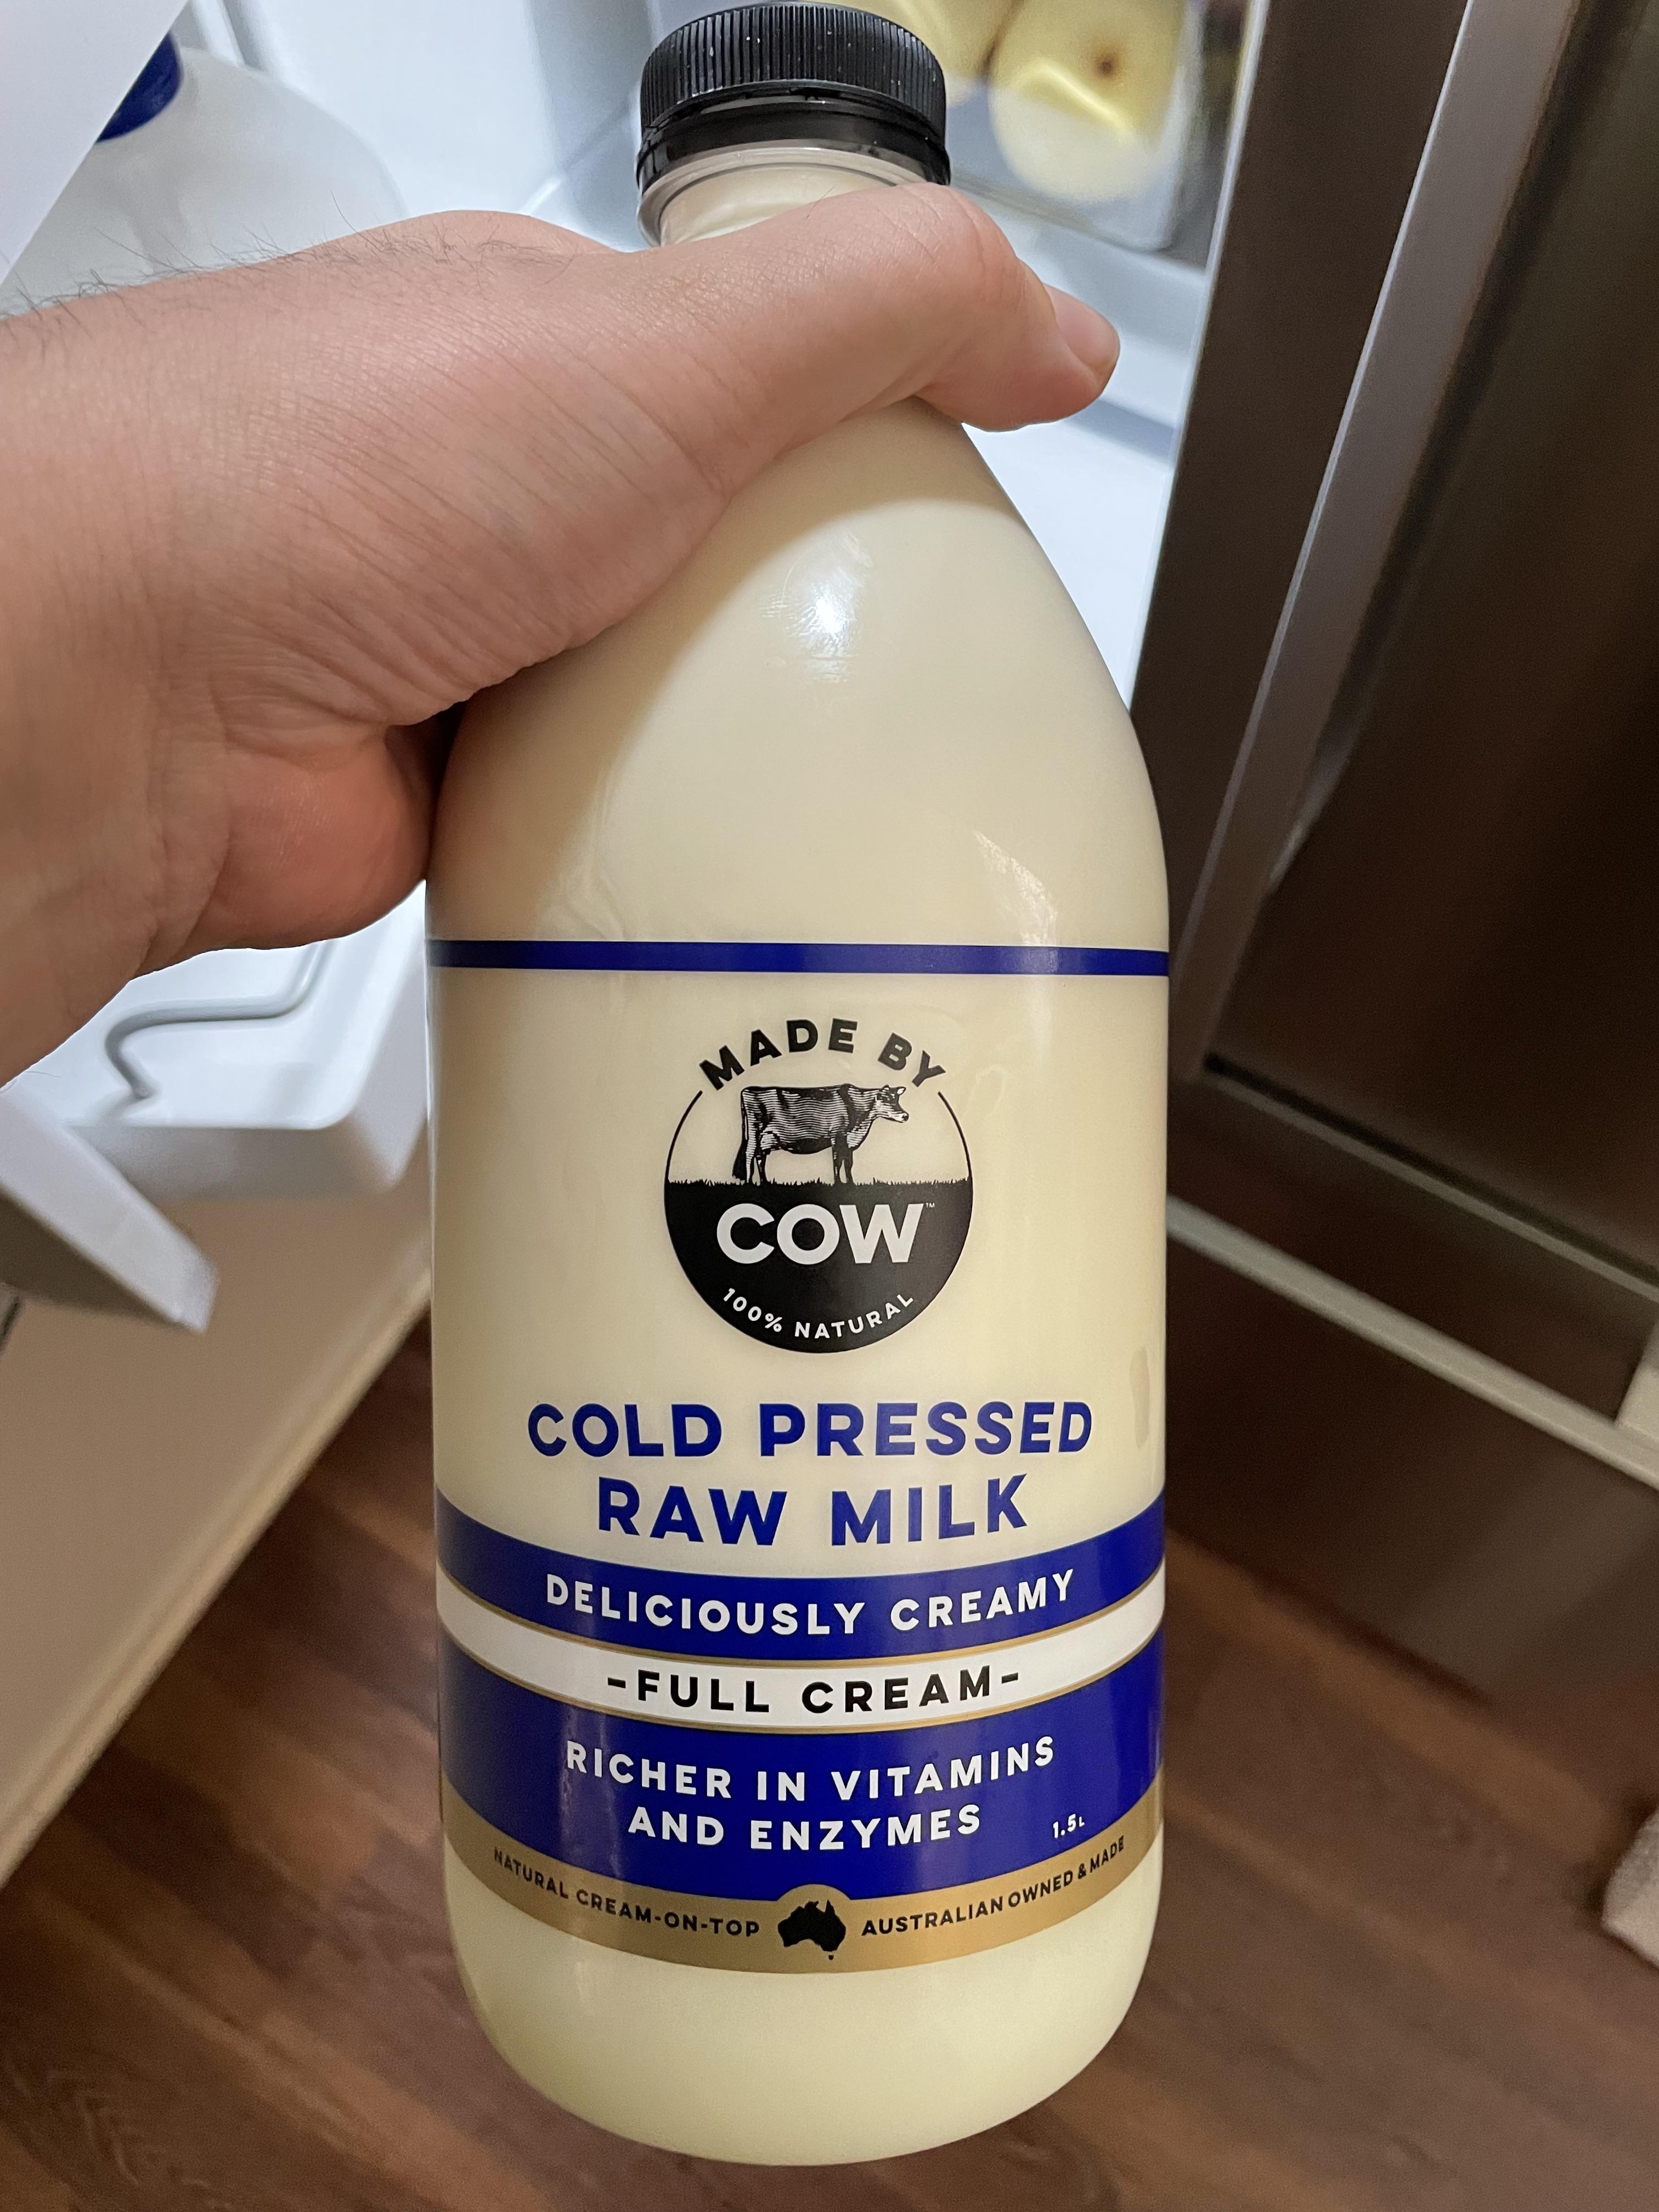 MADE BY
COW™
100% NATURAL
COLD PRESSED
RAW MILK
DELICIOUSLY CREAMY
-FULL CREAM-
RICHER IN VITAMINS
AND ENZYMES
1.5L
NATURAL CREAM-ON-TOP AUSTRALIAN OWNED & MADE